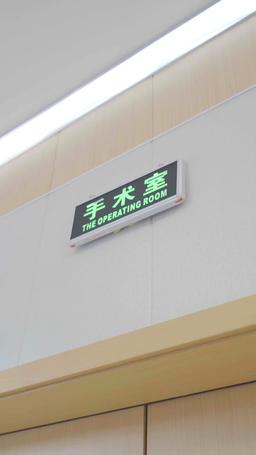 手术室
THE OPERATING ROOM